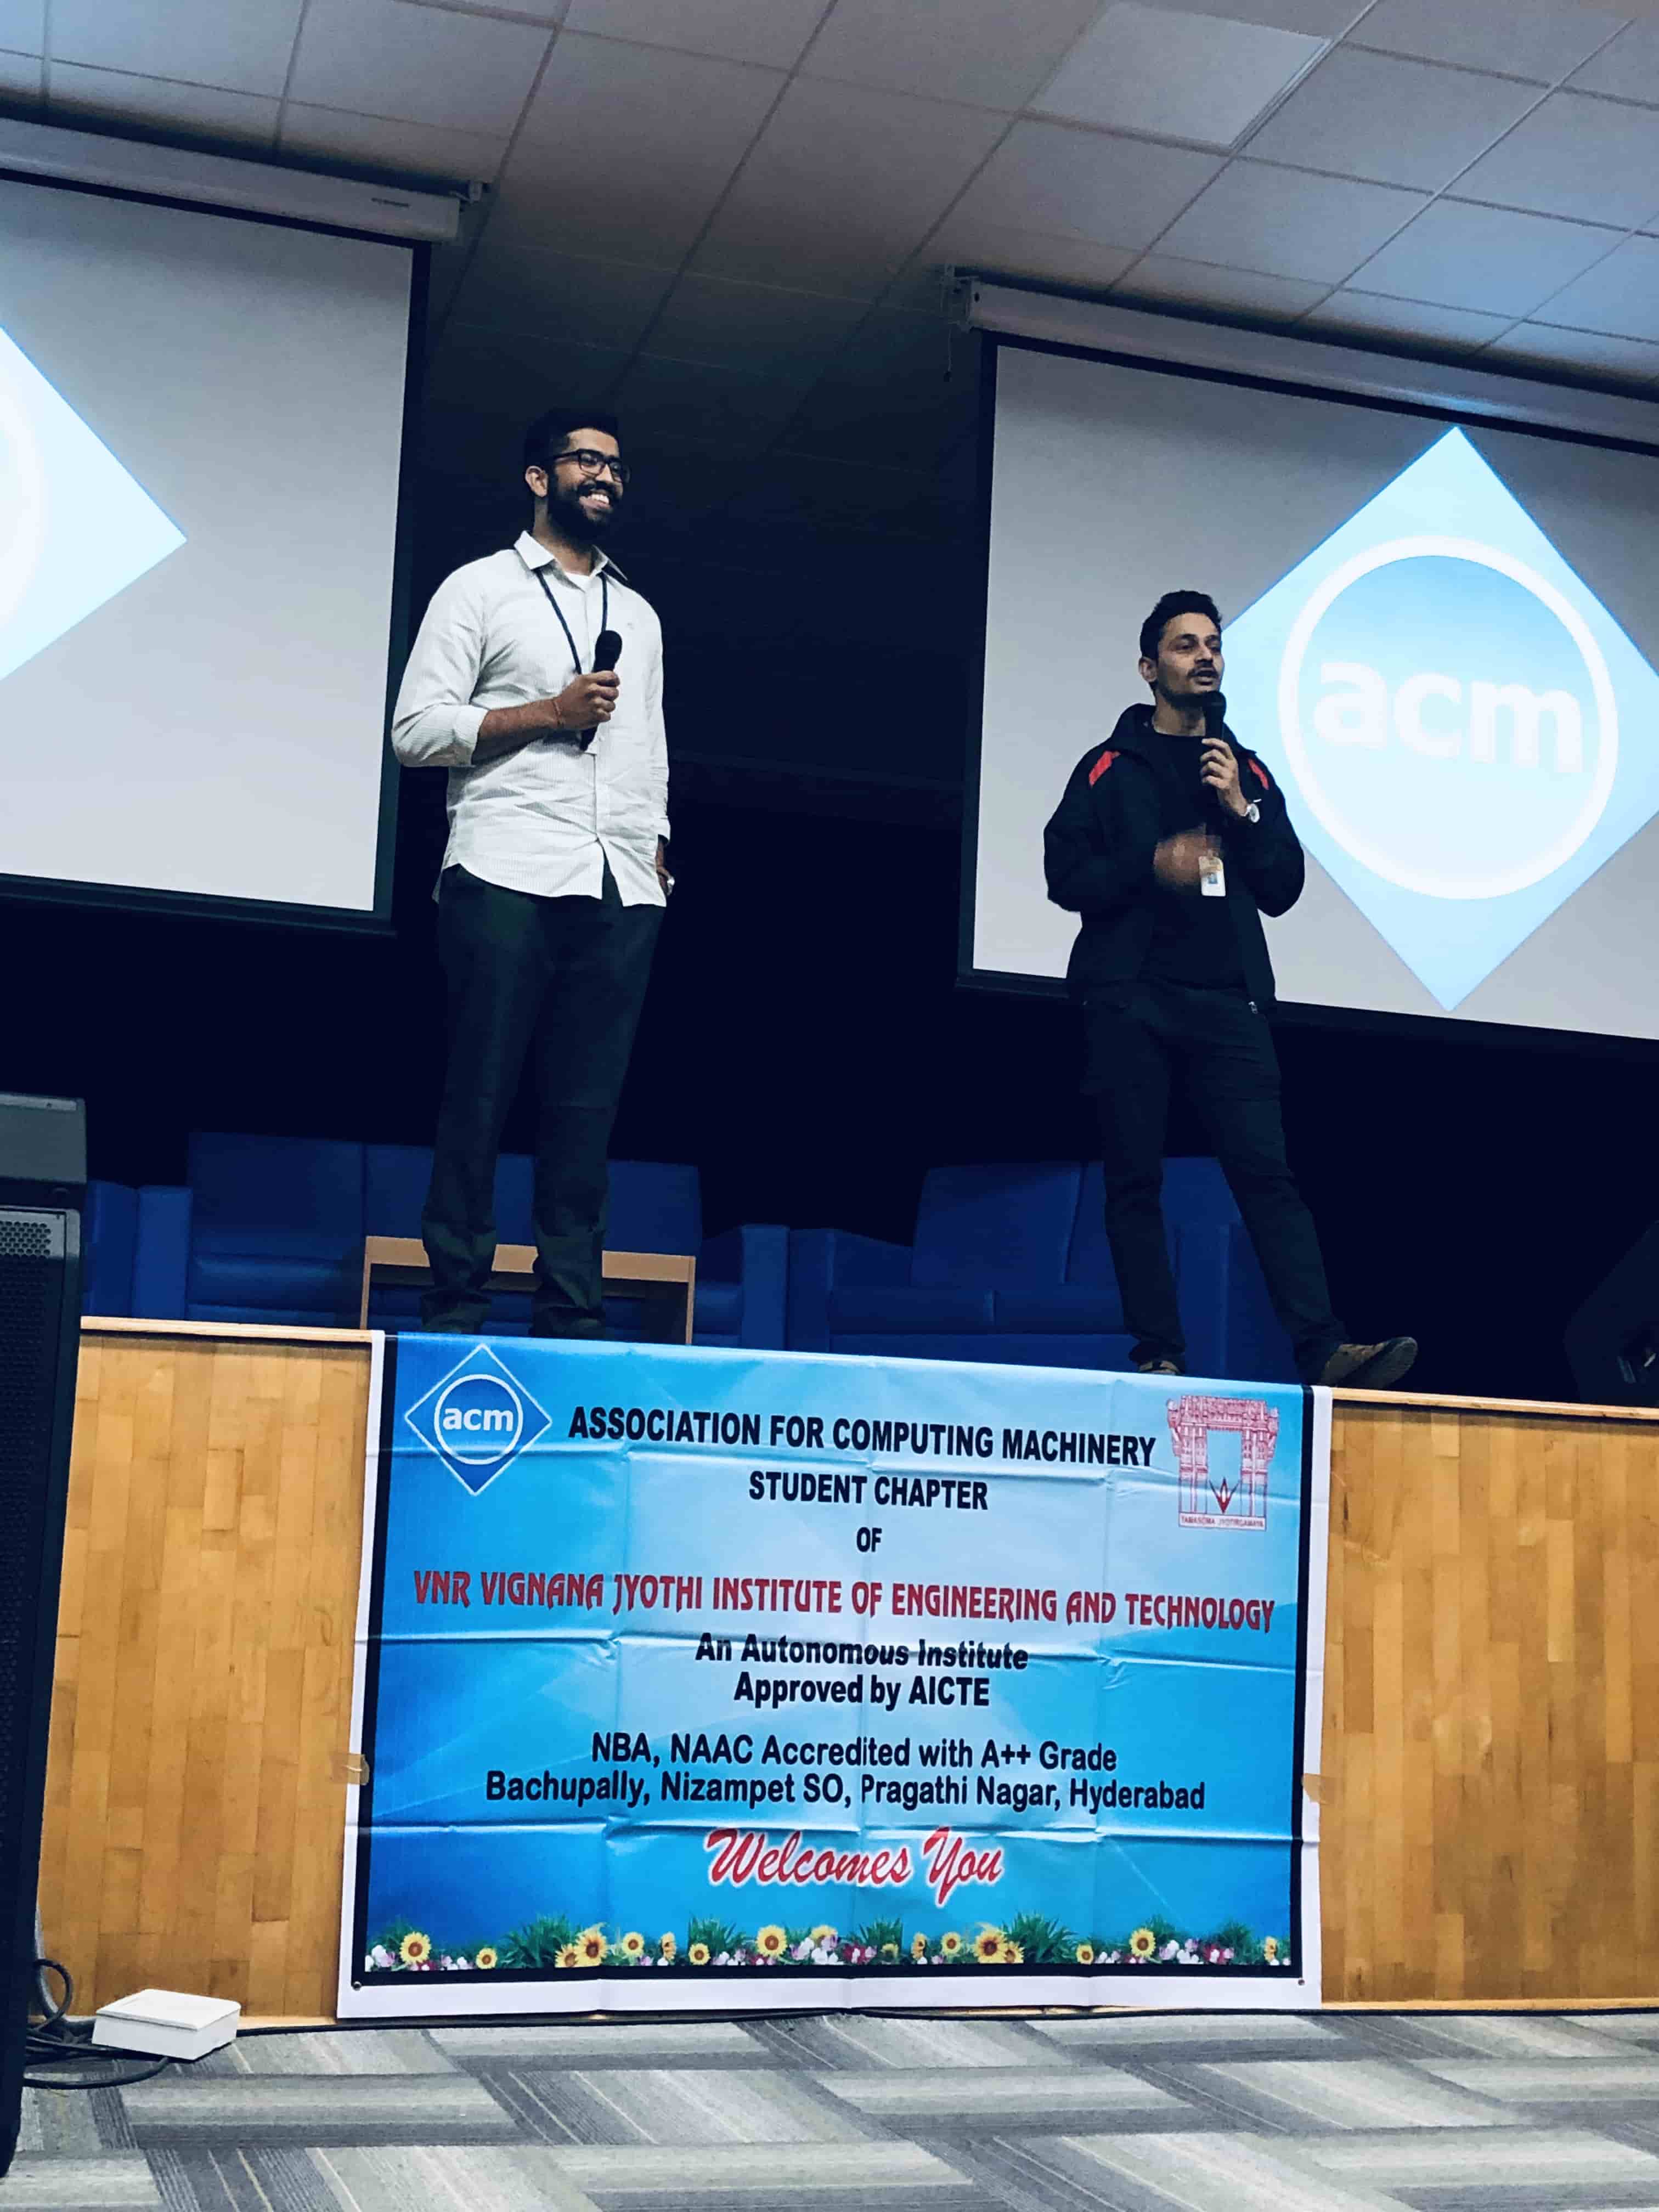 acm
acm
ASSOCIATION FOR COMPUTING MACHINERY
STUDENT CHAPTER
OF
VNR VIGNANA JYOTHI INSTITUTE OF ENGINEERING AND TECHNOLOGY
An Autonomous Institute
Approved by AICTE
NBA, NAAC Accredited with A++ Grade
Bachupally, Nizampet SO, Pragathi Nagar, Hyderabad
Welcomes You